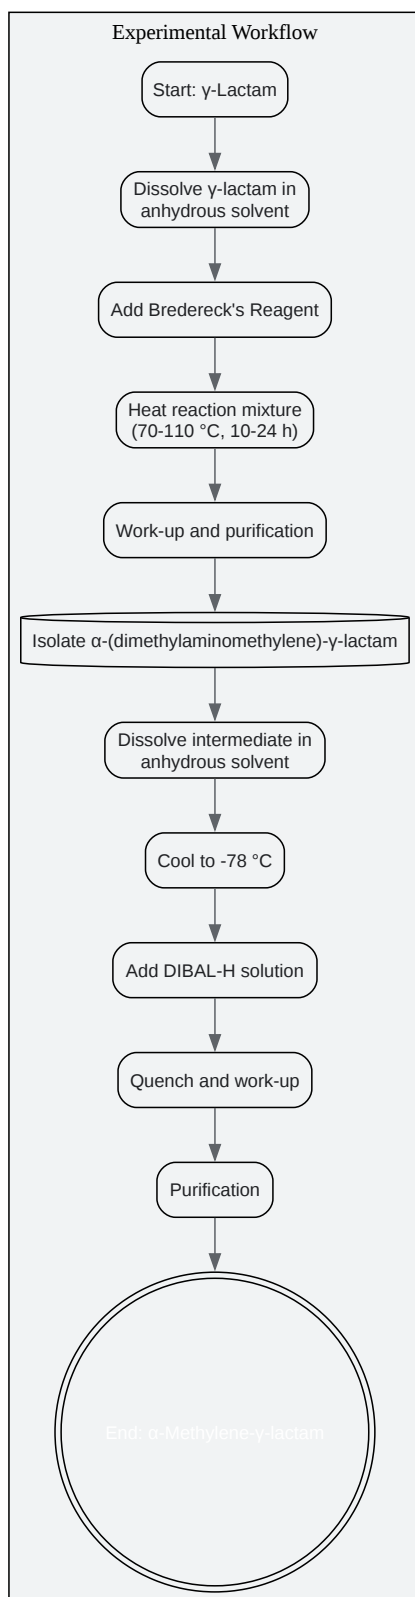 Experimental Workflow
Start: γ-Lactam
Dissolve γ-lactam in
anhydrous solvent
Add Bredereck's Reagent
Heat reaction mixture
(70-110 °C, 10-24 h)
Work-up and purification
Isolate α-(dimethylaminomethylene)-γ-lactam
Dissolve intermediate in
anhydrous solvent
Cool to -78 °C
Add DIBAL-H solution
Quench and work-up
Purification
End: α-Methylene-γ-lactam